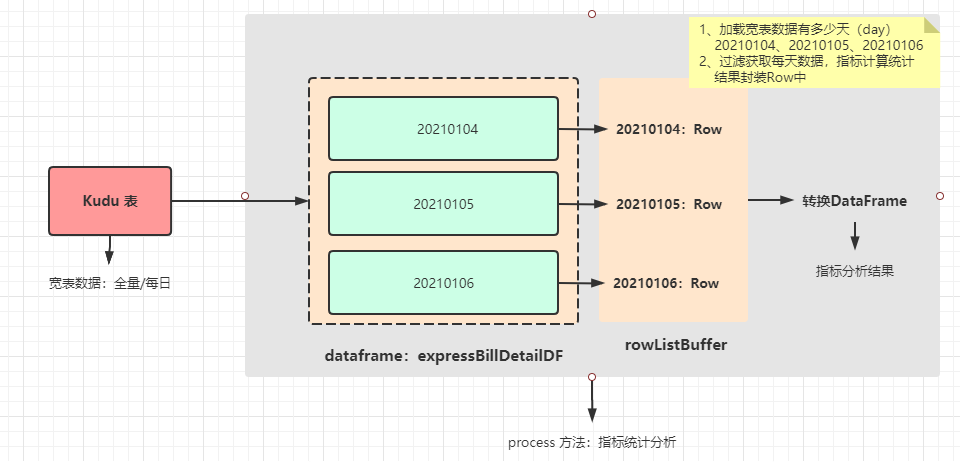 1、加载宽表数据有多少天（day）
20210104、20210105、20210106
2、过滤获取每天数据，指标计算统计
结果封装Row中
20210104
20210104：Row
Kudu 表
20210105
20210105：Row
转换DataFrame
宽表数据：全量/每日
20210106
20210106：Row
指标分析结果
dataframe：expressBillDetailDF
rowListBuffer
process 方法：指标统计分析